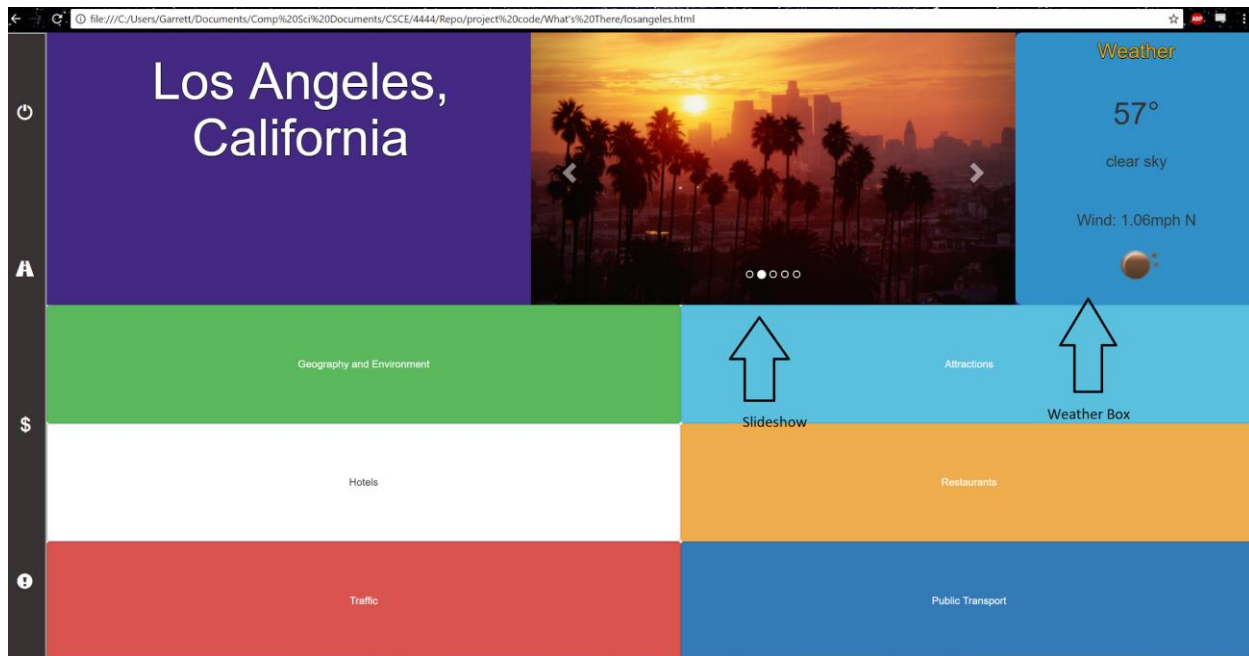 file:///C:/Users/Garrett/Documents/Comp%20Sci%20Documents/CSCE/4444/Repo/project%20code/What's%20There/losangeles.html
ABP
Los Angeles,
California
Weather
57°
clear sky
Wind: 1.06mph N
Geography and Environment
Attractions
Slideshow
Weather Box
$
Hotels
Restaurants
Traffic
Public Transport